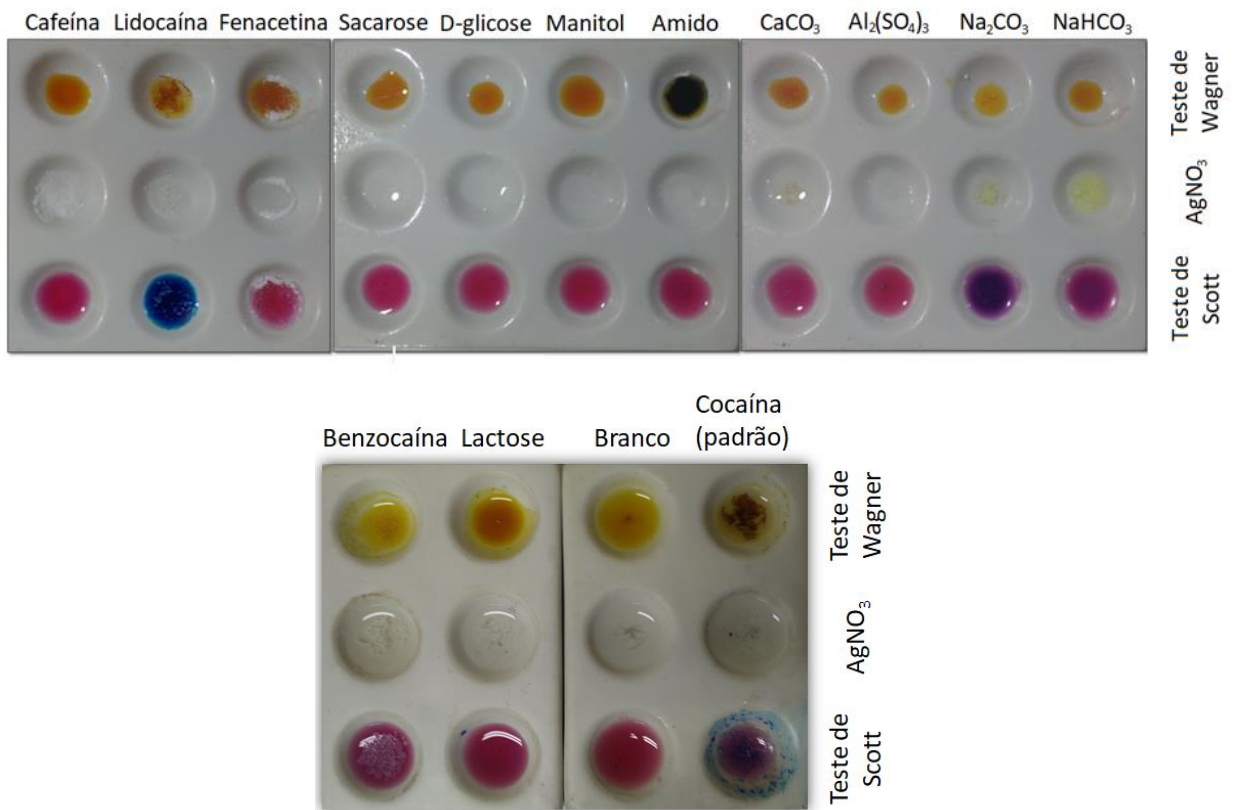 Cafeína Lidocaína Fenacetina Sacarose D-glicose Manitol Amido CaCO₃ Al₂(SO₄)₃ Na₂CO₃ NaHCO₃
Teste de
Wagner
AgNO₃
Teste de
Scott
Benzocaína Lactose Branco Cocaína
(padrão)
Teste de
Wagner
AgNO₃
Teste de
Scott